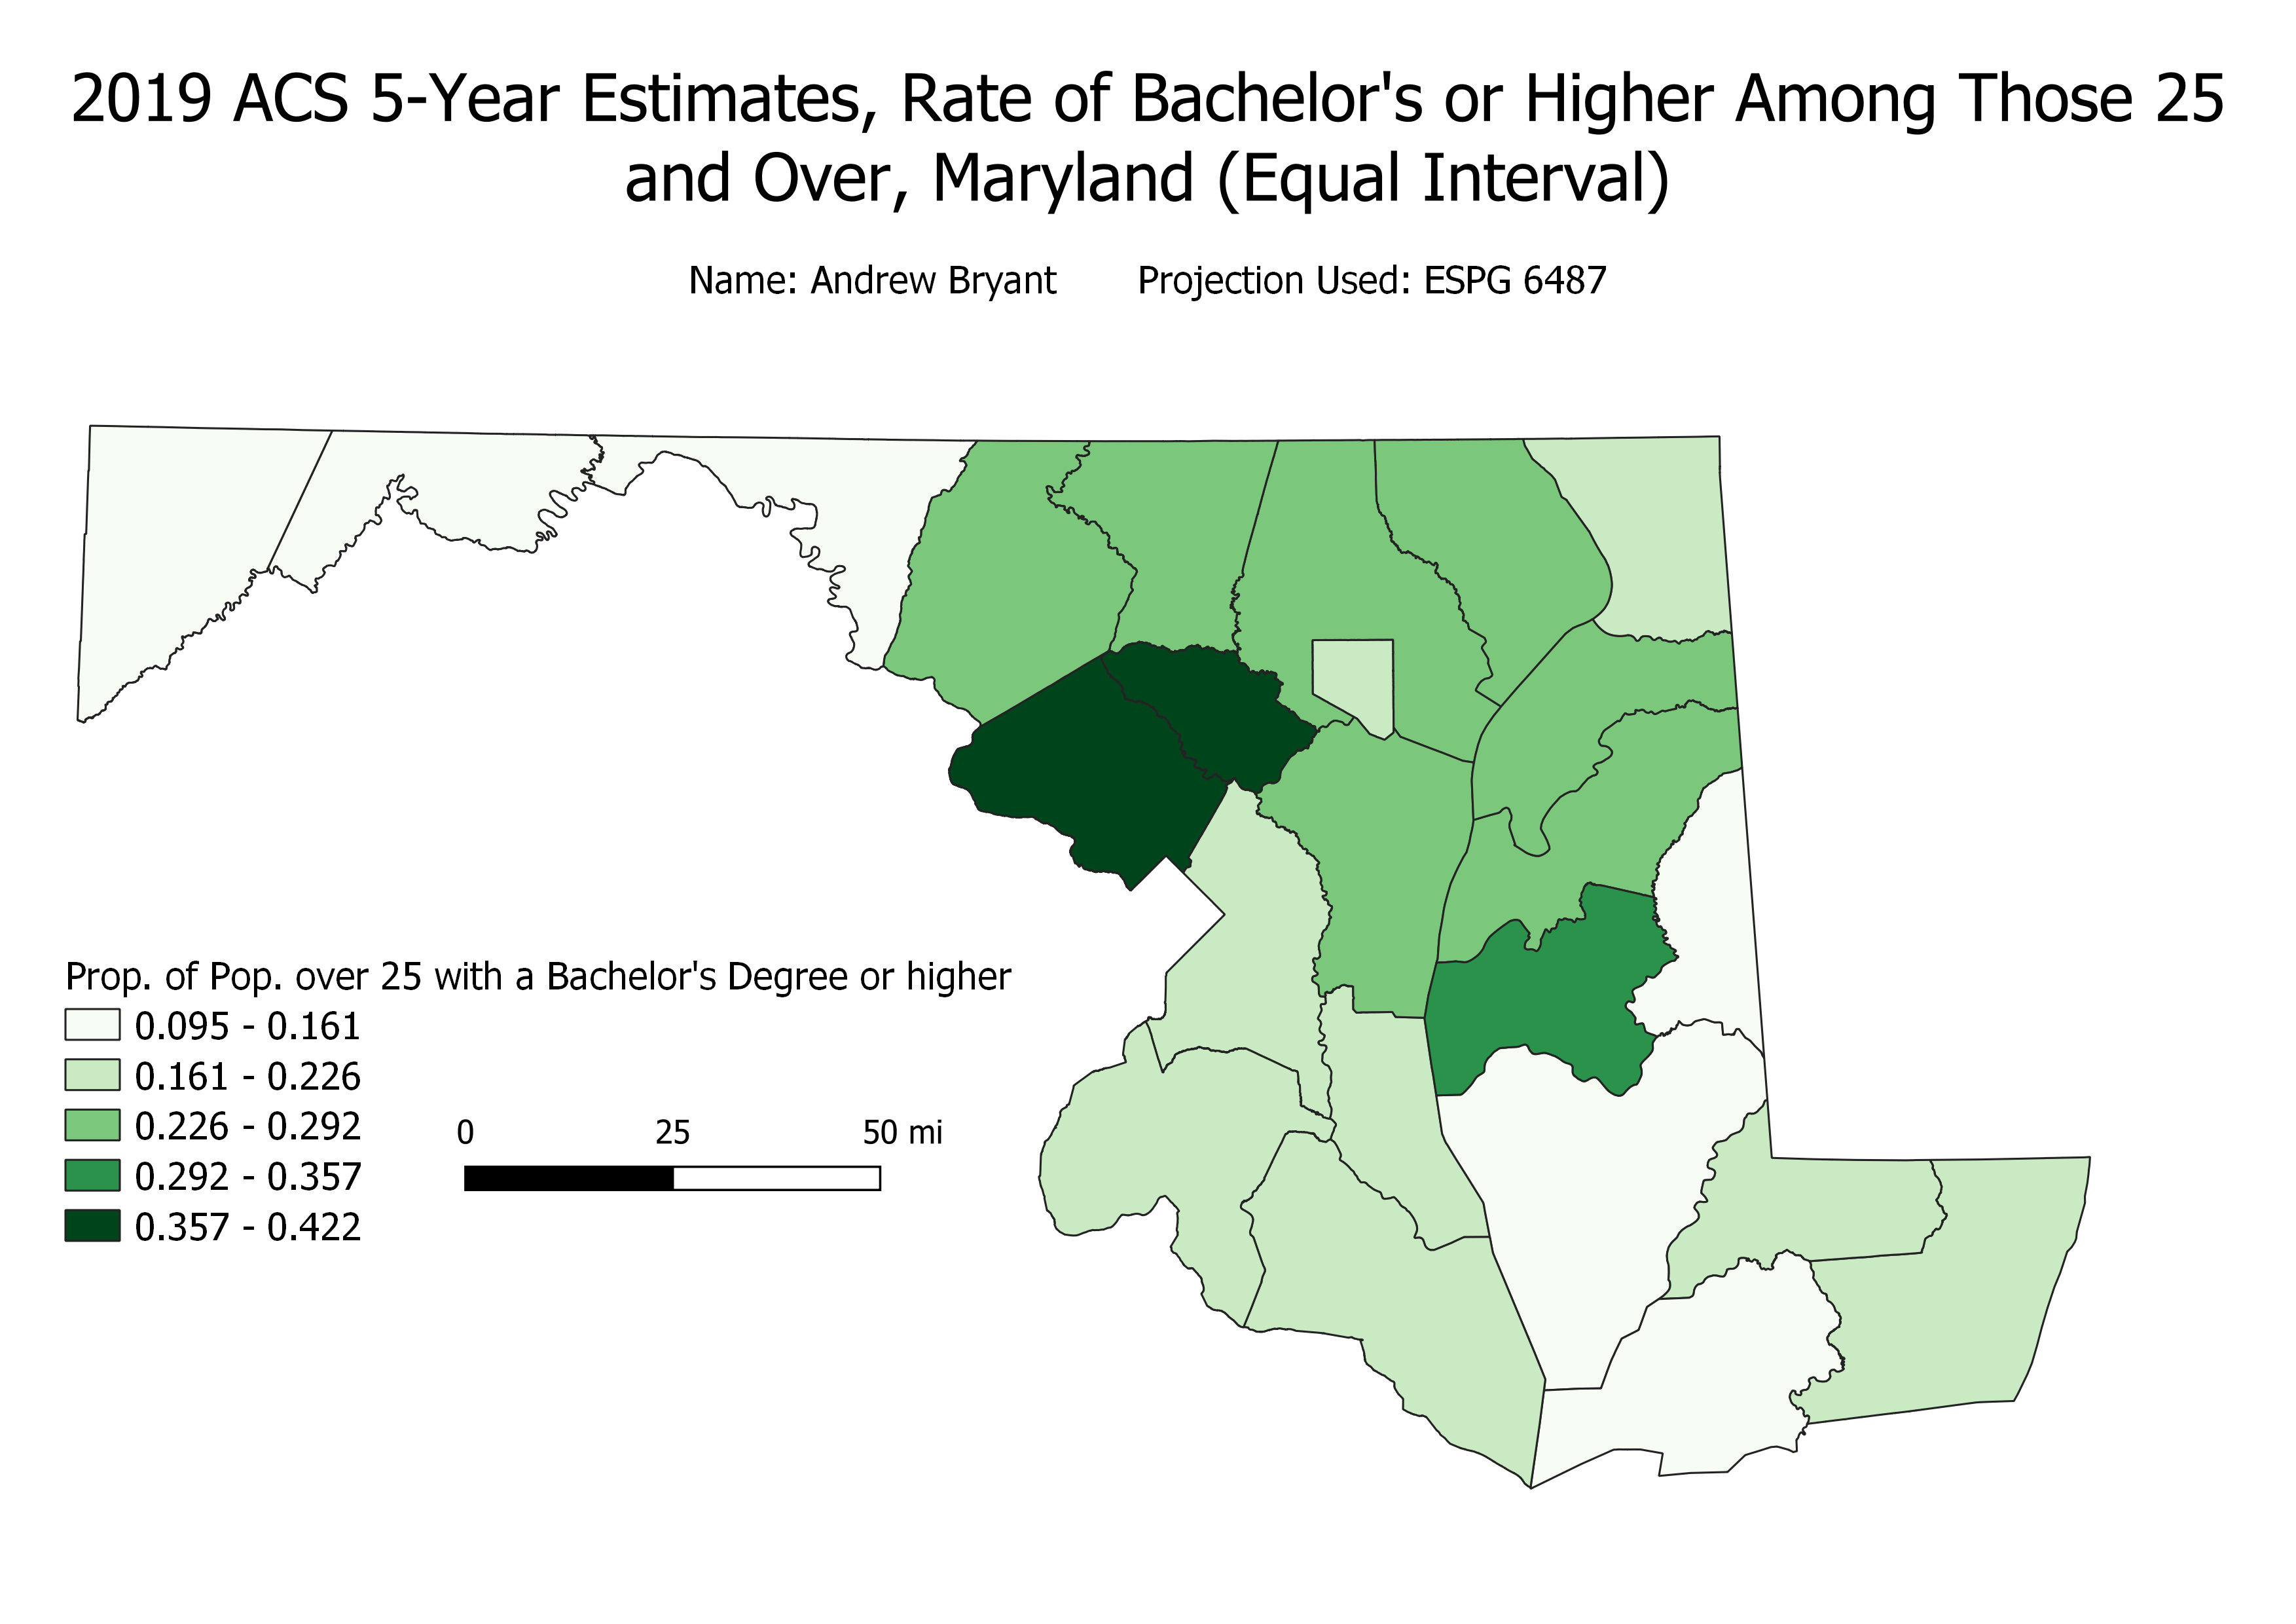 2019 ACS 5-Year Estimates, Rate of Bachelor's or Higher Among Those 25
and Over, Maryland (Equal Interval)
Name: Andrew Bryant Projection Used: ESPG 6487
Prop. of Pop. over 25 with a Bachelor's Degree or higher
0.095 - 0.161
0.161 - 0.226
0.226 - 0.292
0.292 - 0.357
0.357 - 0.422
0 25 50 mi